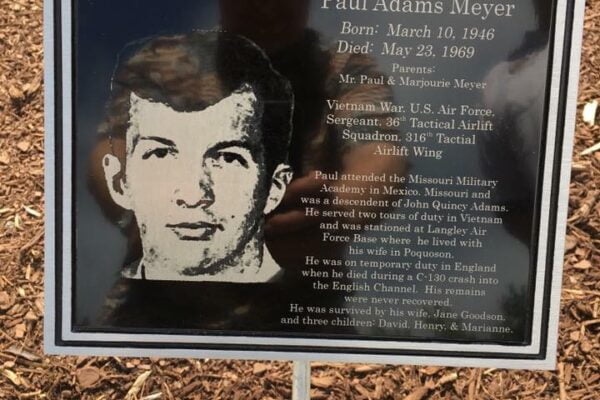 Paul Adams Meyer
Born: March 10, 1946
Died: May 23, 1969
Parents:
Mr. Paul & Marjourie Meyer
Vietnam War. U.S. Air Force,
Sergeant. 36th Tactical Airlift
Squadron. 316th Tactial
Airlift Wing
Paul attended the Missouri Military
Academy in Mexico, Missouri and
was a descendent of John Quincy Adams.
He served two tours of duty in Vietnam
and was stationed at Langley Air
Force Base where he lived with
his wife in Poquoson.
He was on temporary duty in England
when he died during a C-130 crash into
the English Channel. His remains
were never recovered.
He was survived by his wife, Jane Goodson,
and three children: David, Henry, & Marianne.